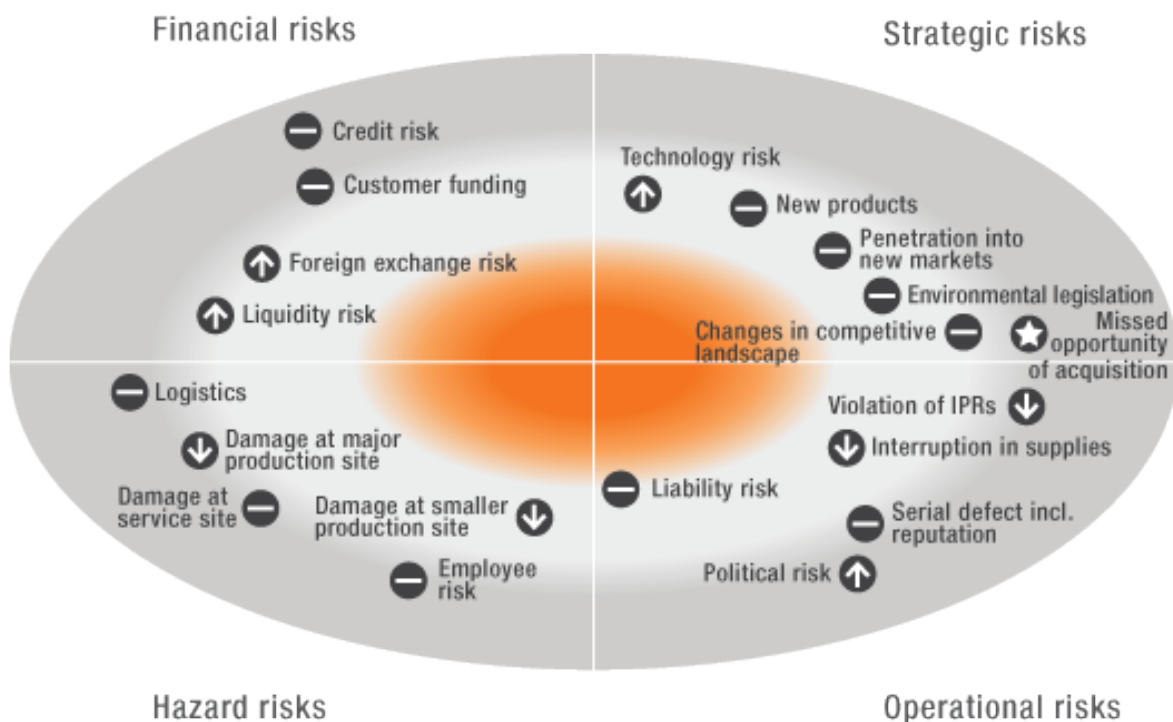 Financial risks
Strategic risks
Credit risk
Customer funding
Foreign exchange risk
Liquidity risk
Technology risk
New products
Penetration into
new markets
Environmental legislation
Changes in competitive
landscape
Missed
opportunity
of acquisition
Logistics
Damage at major
production site
Damage at
service site
Damage at smaller
production site
Employee
risk
Violation of IPRs
Interruption in supplies
Liability risk
Serial defect incl.
reputation
Political risk
Hazard risks
Operational risks